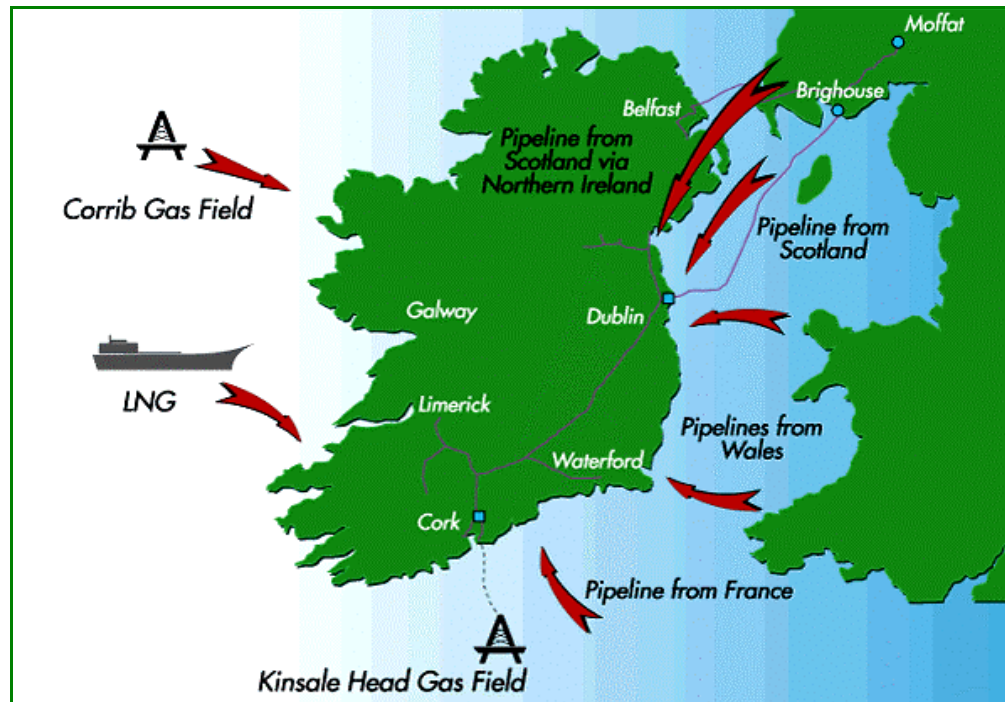 Moffat
Brighouse
Belfast
Pipeline from
Scotland via
Northern Ireland
Corrib Gas Field
Pipeline from
Scotland
Galway
Dublin
LNG
Limerick
Pipelines from
Wales
Waterford
Cork
Pipeline from France
Kinsale Head Gas Field